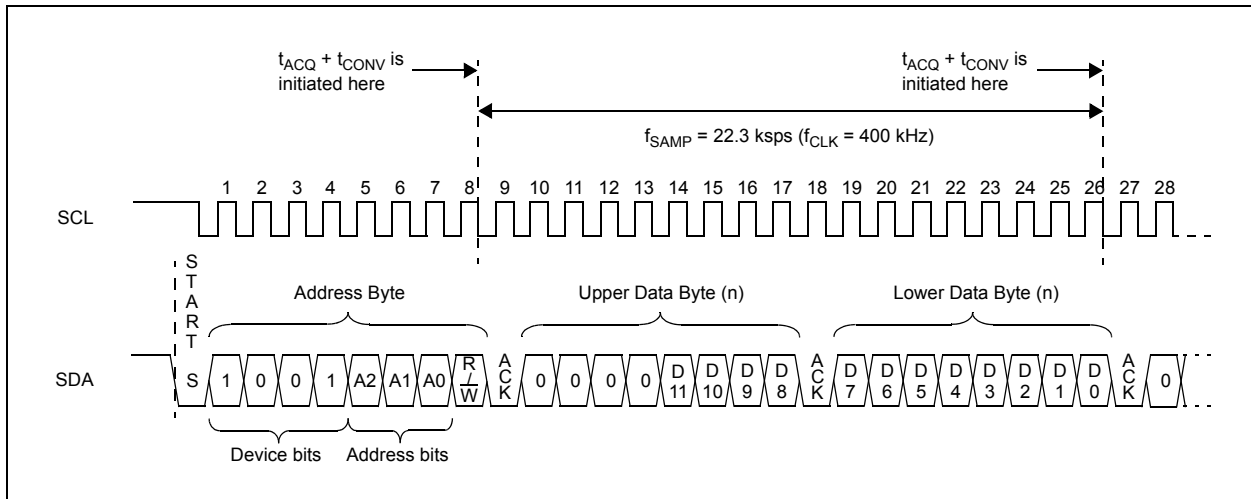 tACQ + tCONV is
initiated here
tACQ + tCONV is
initiated here
fSAMP = 22.3 ksps (fCLK = 400 kHz)
1 2 3 4 5 6 7 8 9 10 11 12 13 14 15 16 17 18 19 20 21 22 23 24 25 26 27 28
SCL
START
Address Byte
Upper Data Byte (n)
Lower Data Byte (n)
SDA
S 1 0 0 1 A2 A1 A0 R/W ACK 0 0 0 0 D11 D10 D9 D8 ACK D7 D6 D5 D4 D3 D2 D1 D0 ACK 0
Device bits
Address bits